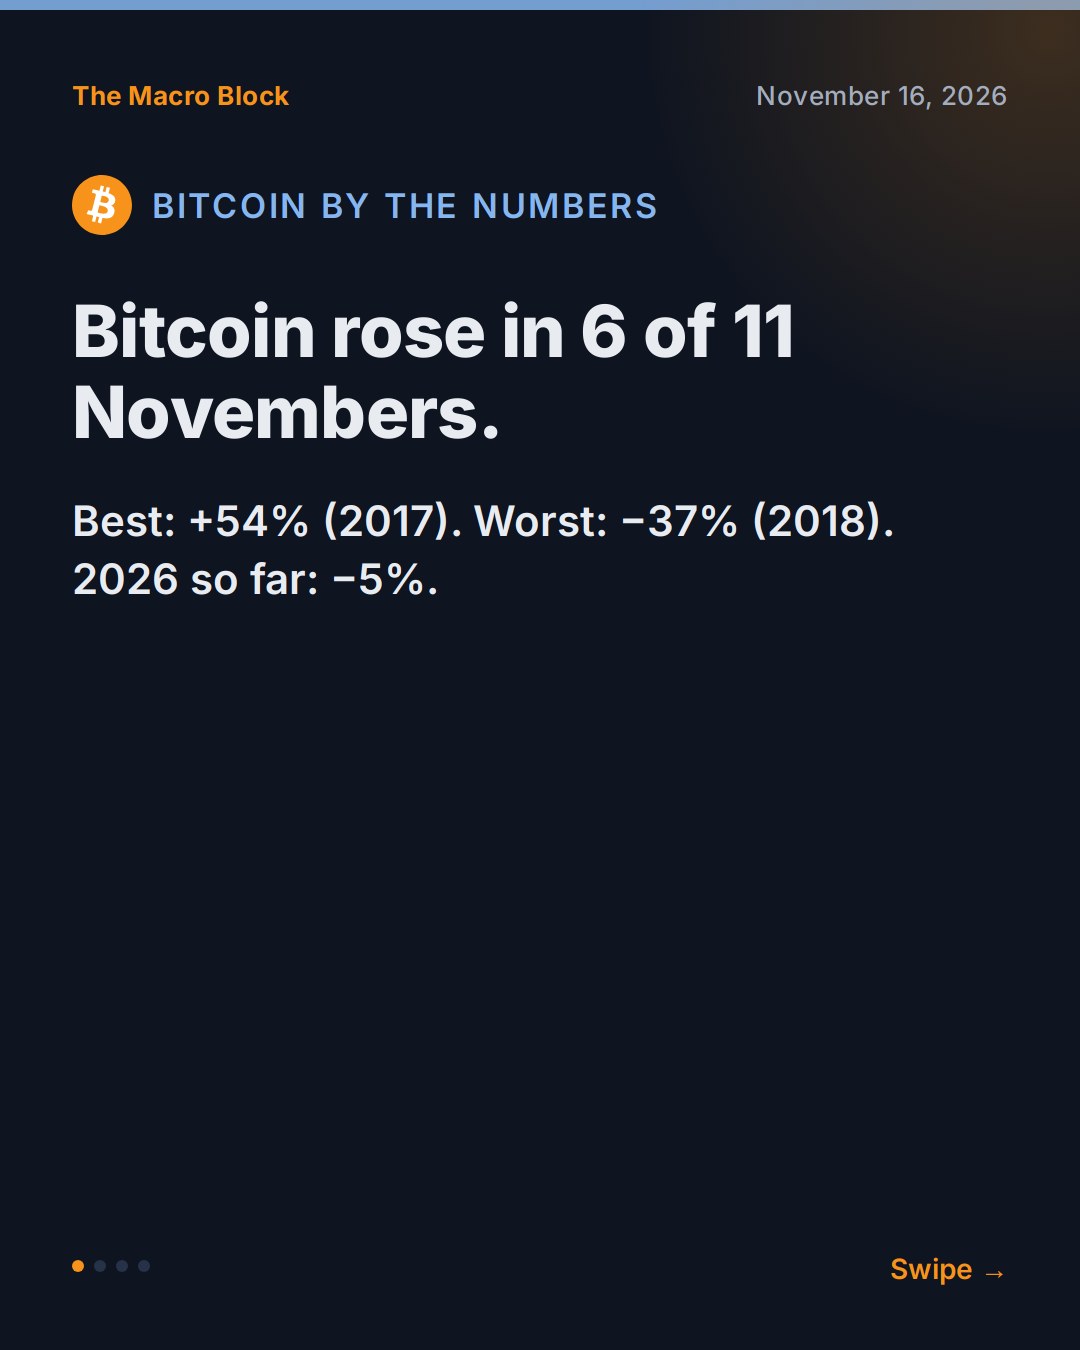 The Macro Block
November 16, 2026
BITCOIN BY THE NUMBERS
Bitcoin rose in 6 of 11
Novembers.
Best: +54% (2017). Worst: −37% (2018).
2026 so far: −5%.
Swipe →